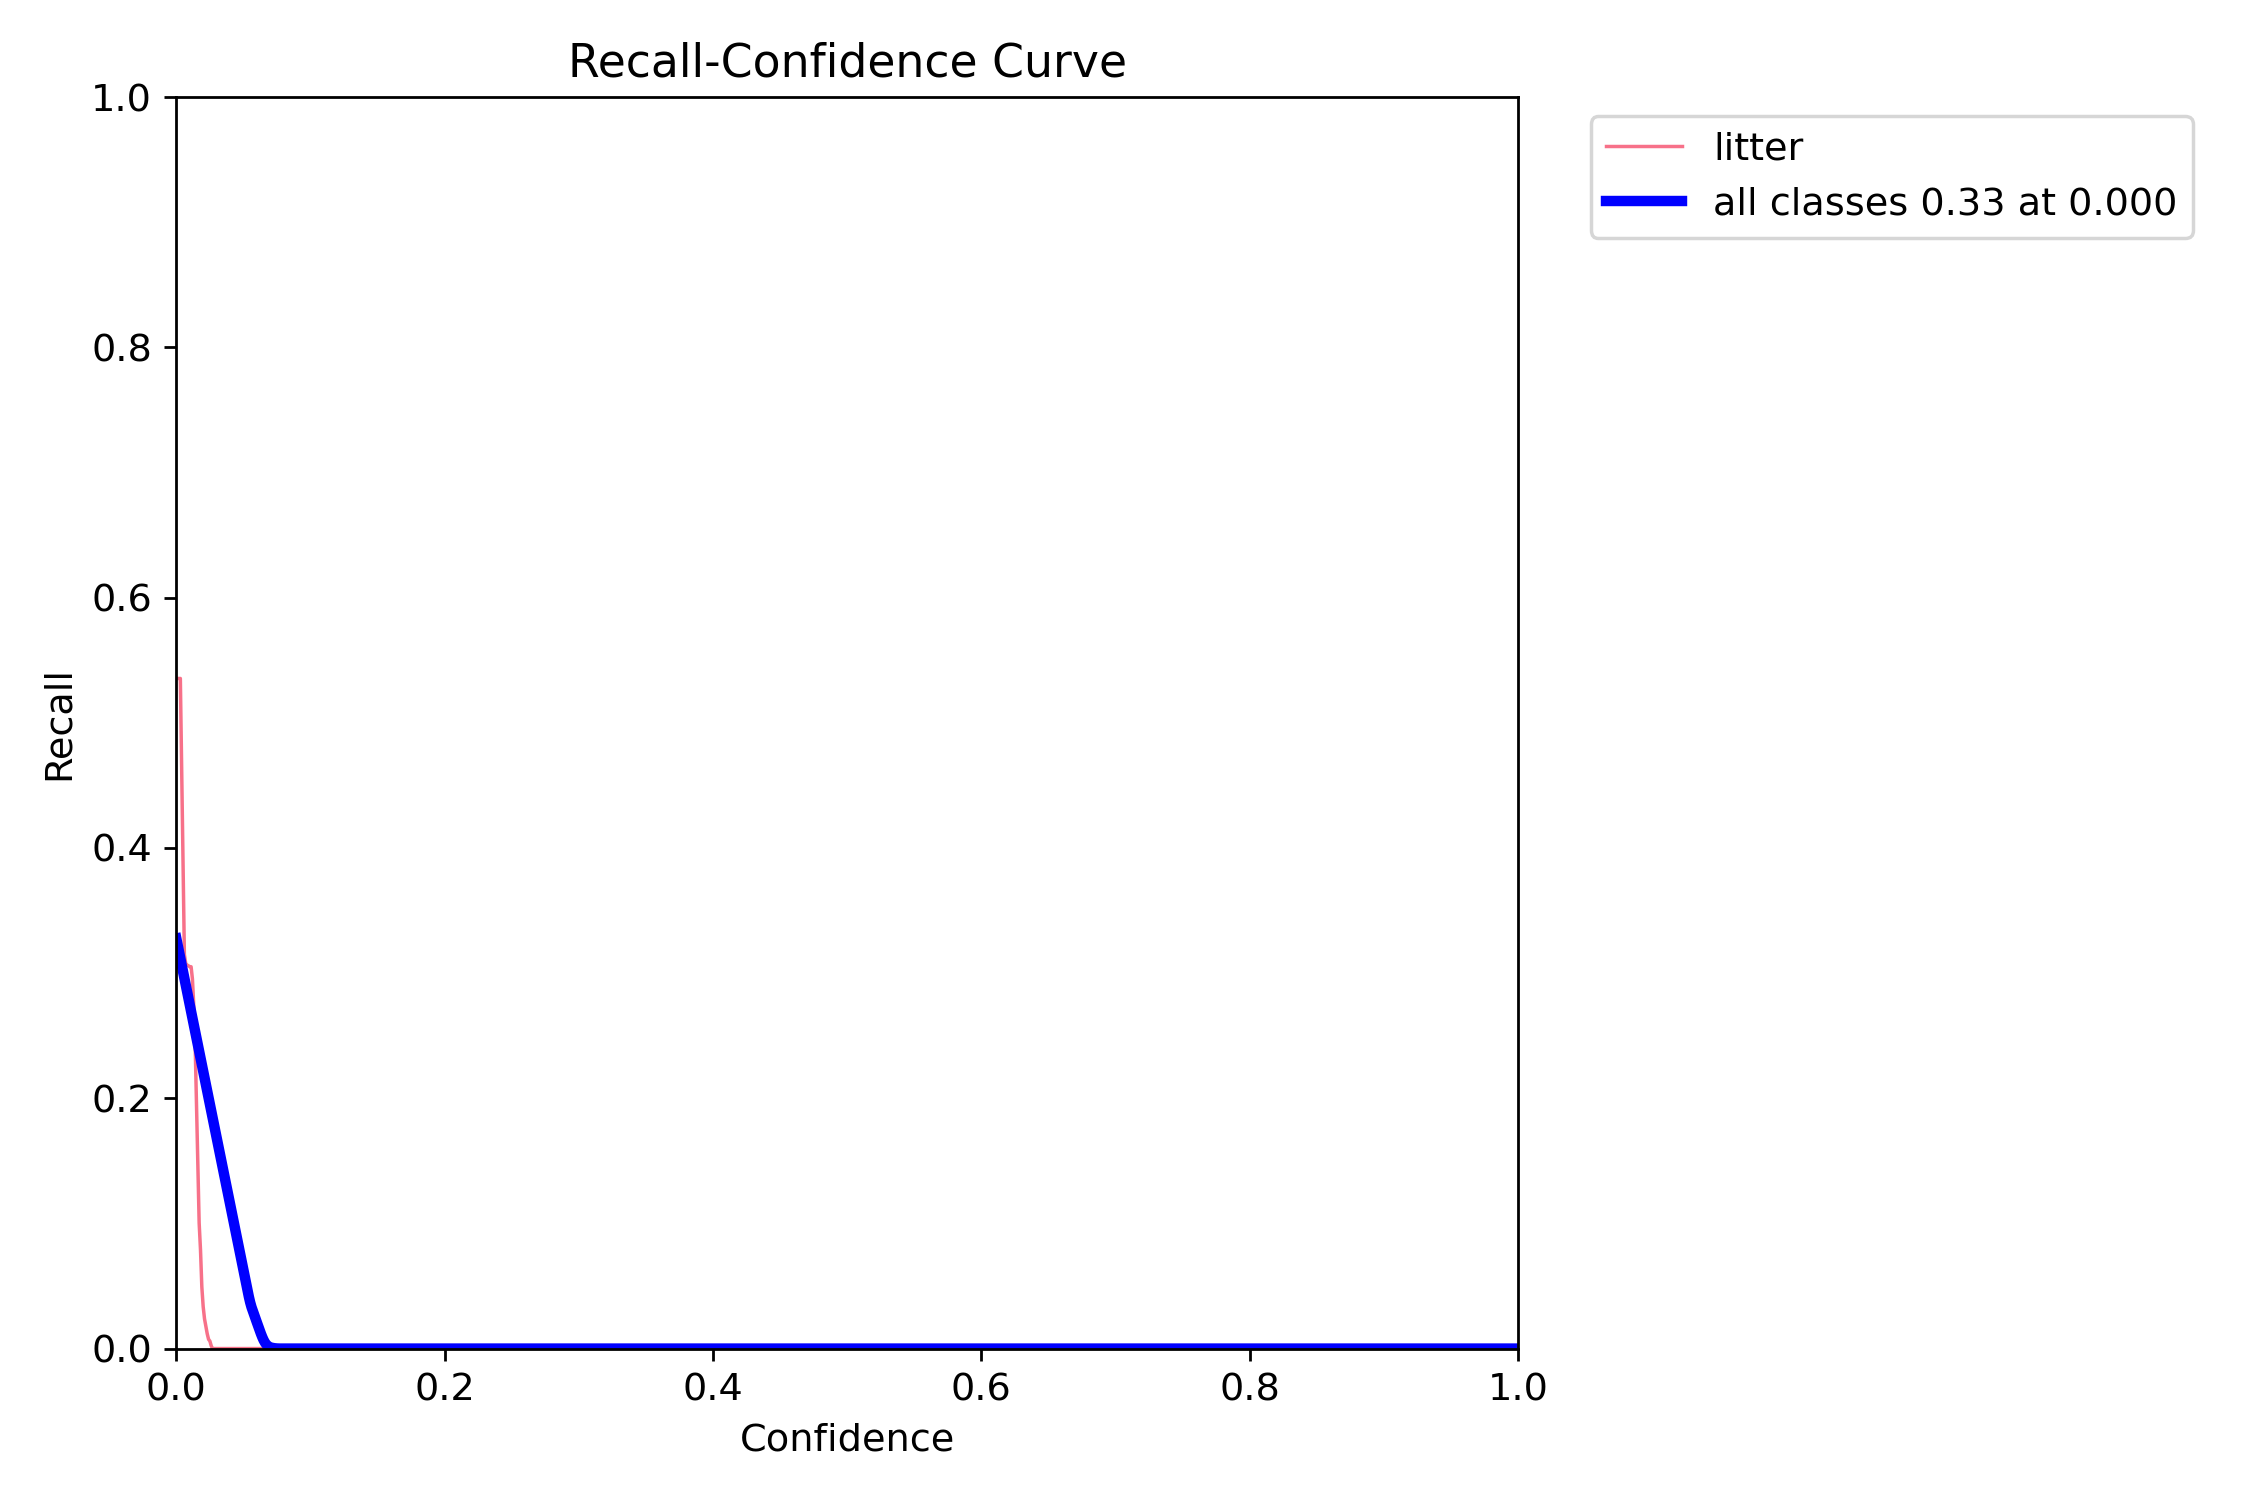 Recall-Confidence Curve
litter
all classes 0.33 at 0.000
1.0
0.8
0.6
0.4
0.2
0.0
Recall
0.0 0.2 0.4 0.6 0.8 1.0
Confidence